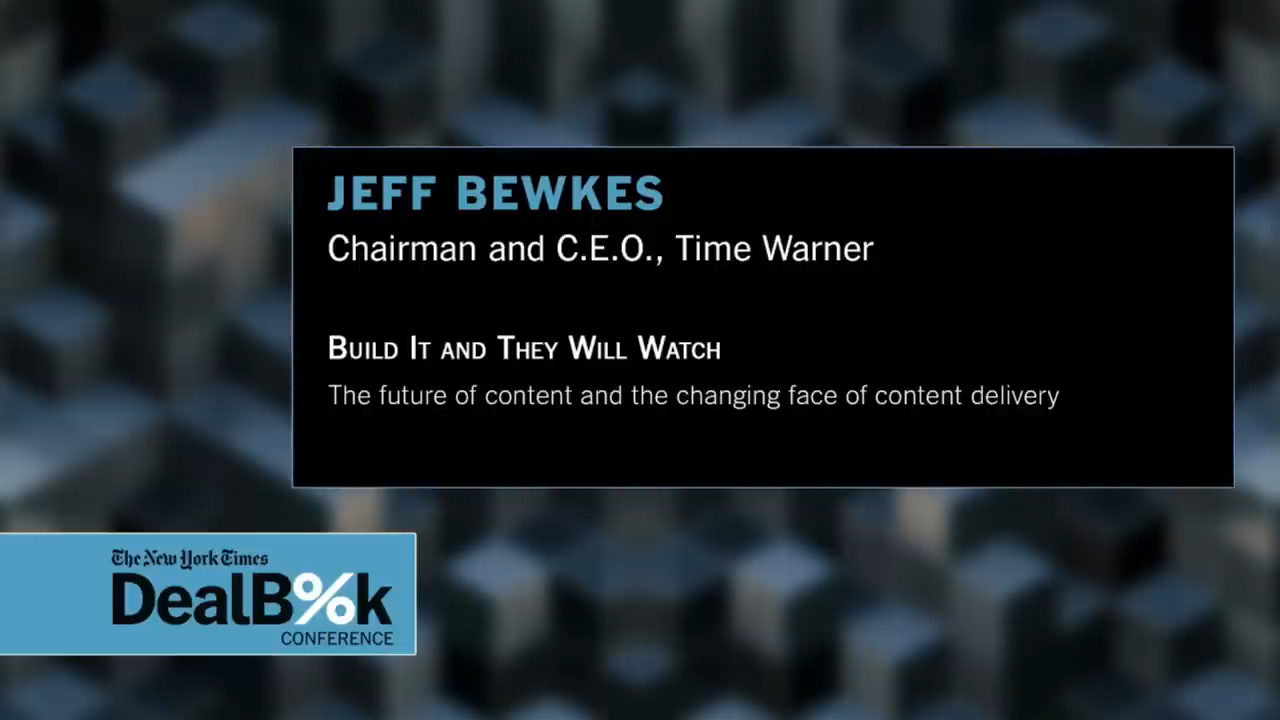 JEFF BEWKES
Chairman and C.E.O., Time Warner
BUILD IT AND THEY WILL WATCH
The future of content and the changing face of content delivery
The New York Times
DealB%k
CONFERENCE